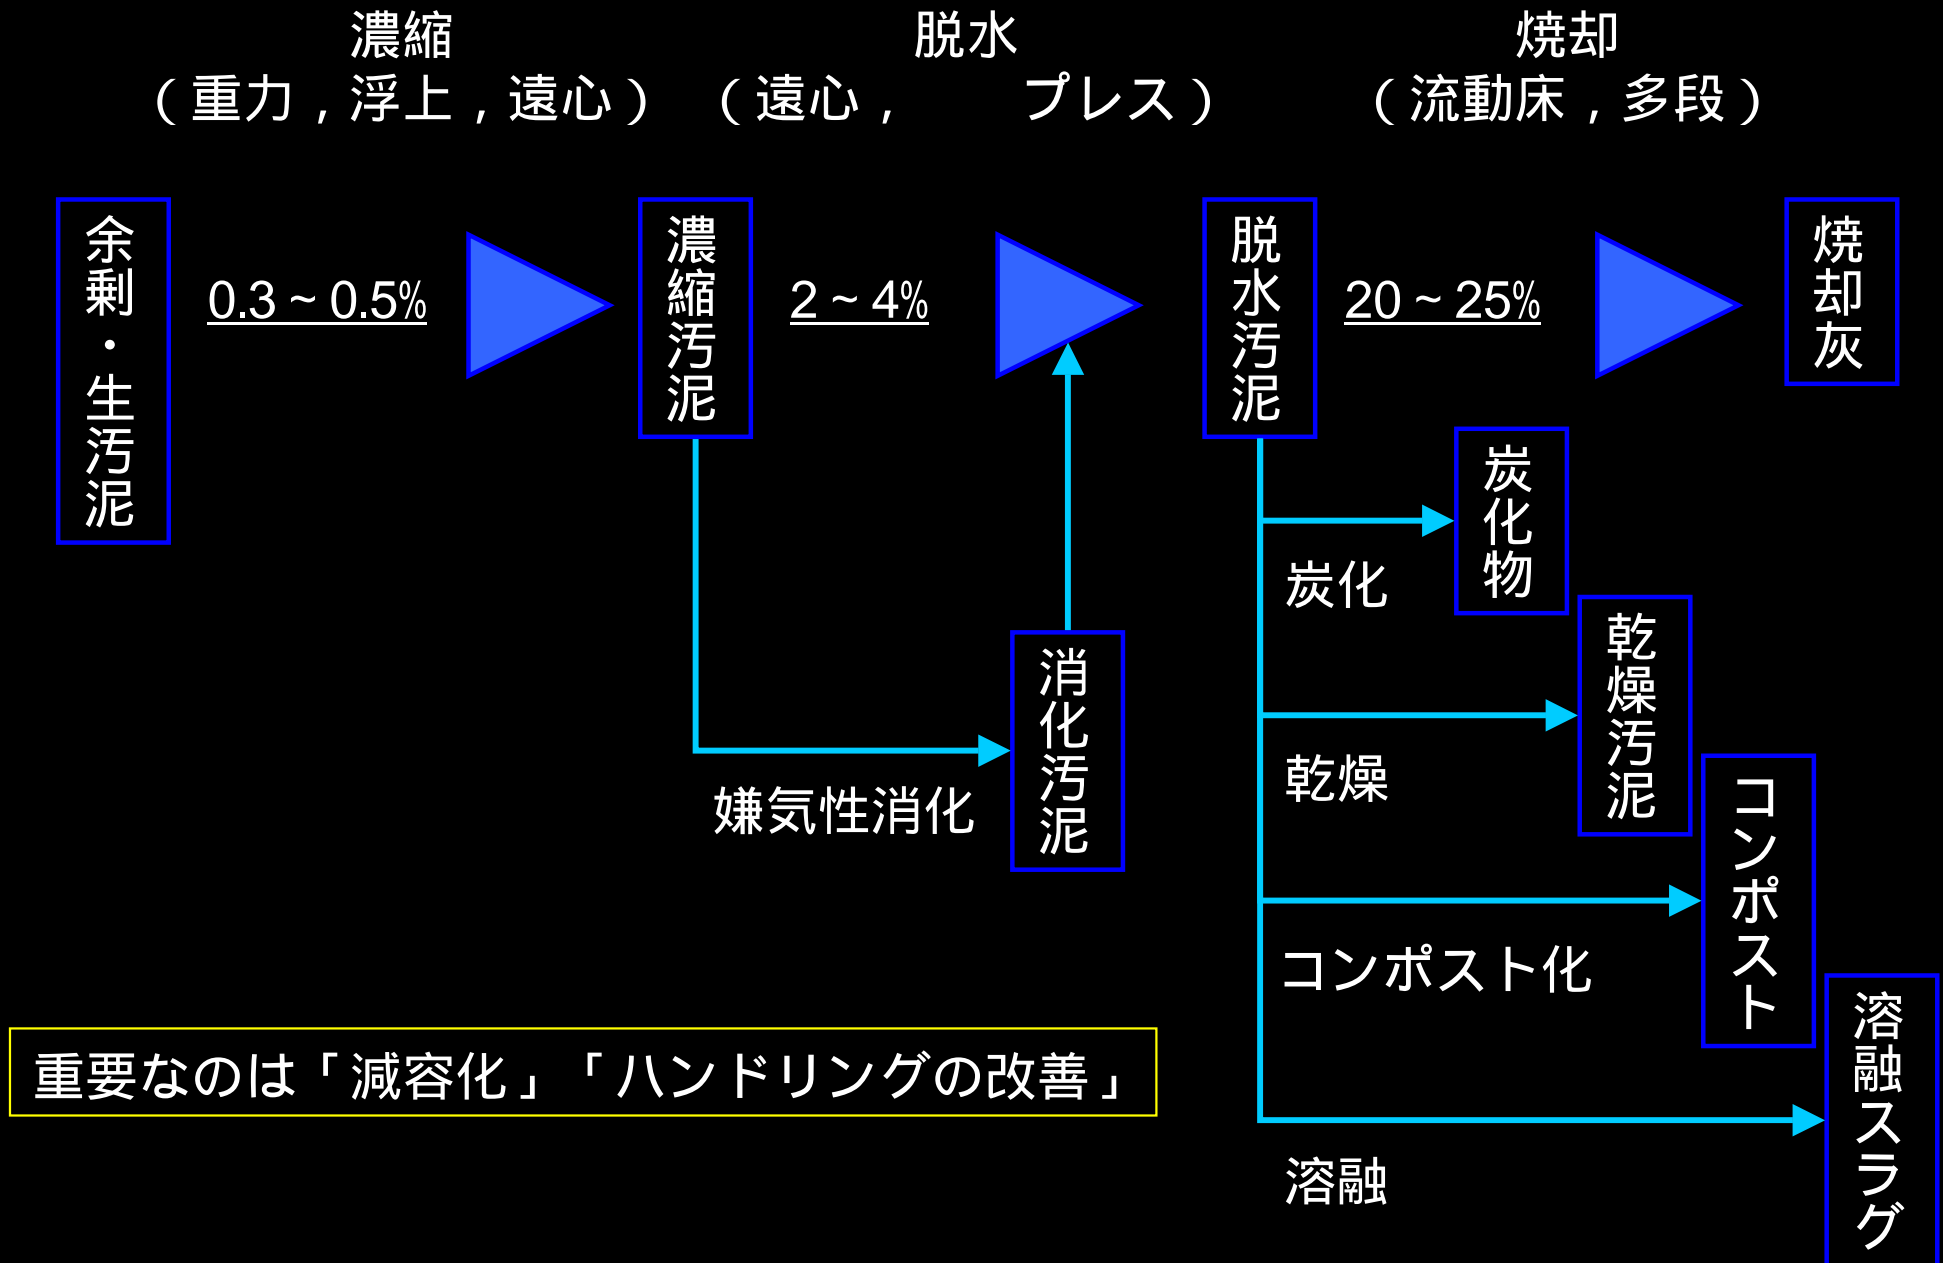 濃縮
（重力，浮上，遠心）
脱水
（遠心，　　プレス）
焼却
（流動床，多段）
余剰・生汚泥
0.3 ~ 0.5%
濃縮汚泥
2 ~ 4%
脱水汚泥
20 ~ 25%
焼却灰
炭化物
炭化
乾燥汚泥
乾燥
消化汚泥
嫌気性消化
コンポスト
コンポスト化
溶融スラグ
溶融
重要なのは「減容化」，「ハンドリングの改善」